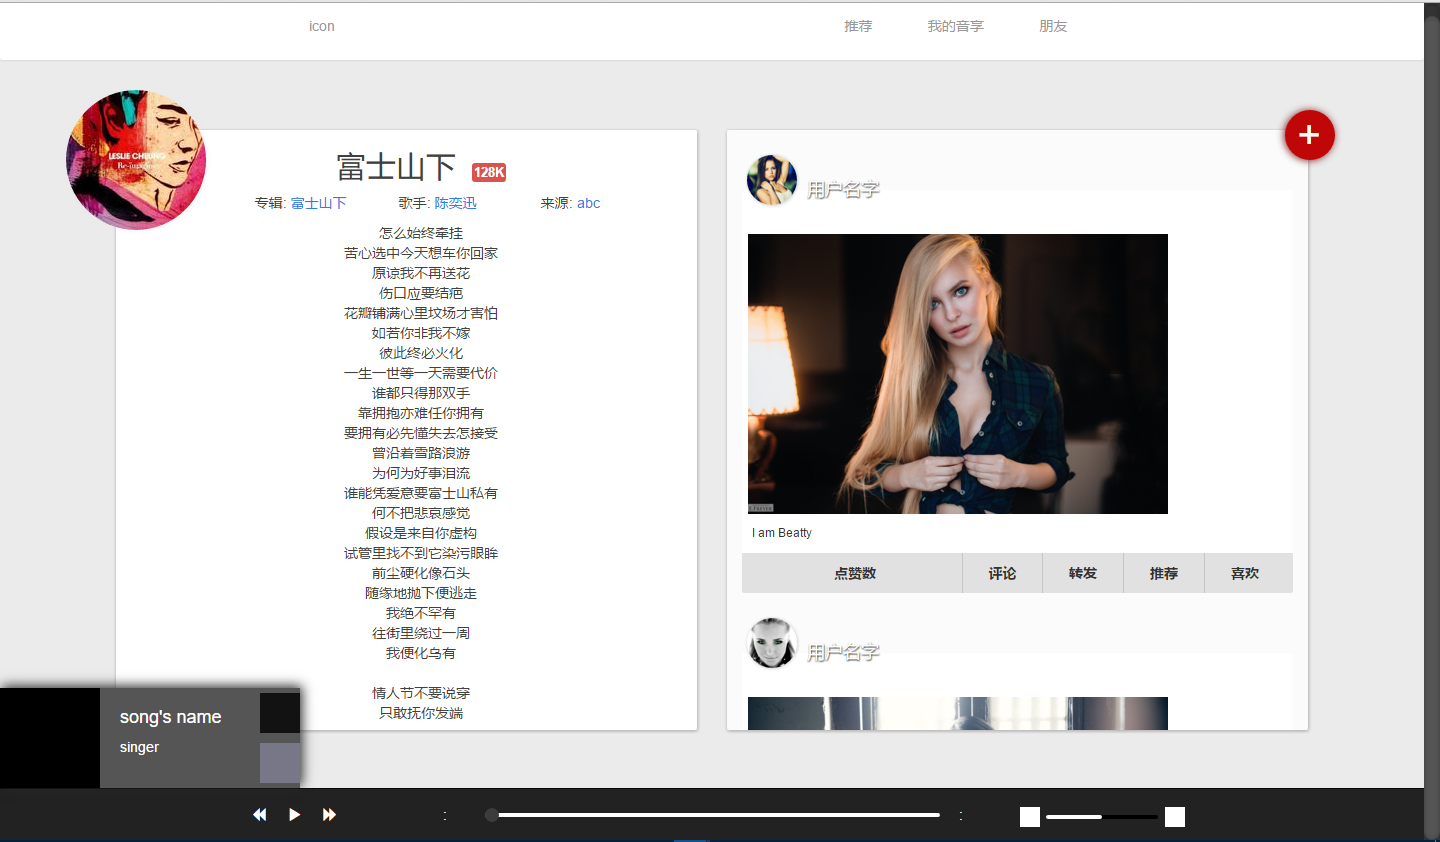 icon 推荐 我的音享 朋友
LESLIE CHEUNG
富士山下 128K
专辑: 富士山下 歌手: 陈奕迅 来源: abc
怎么始终牵挂
苦心选中今天想车你回家
原谅我不再送花
伤口应要结疤
花瓣铺满心里坟场才害怕
如若你非我不嫁
彼此终必火化
一生一世等一天需要代价
谁都只得那双手
靠拥抱亦难任你拥有
要拥有必先懂失去怎接受
曾沿着雪路浪游
为何为好事泪流
谁能凭爱意要富士山私有
何不把悲哀感觉
假设是来自你虚构
试管里找不到它染污眼眸
前尘硬化像石头
随缘地抛下便逃走
我绝不罕有
往街里绕过一周
我便化乌有
情人节不要说穿
只敢抚你发端
+
用户名字
I am Beatty
点赞数 评论 转发 推荐 喜欢
用户名字
song's name
singer
: :